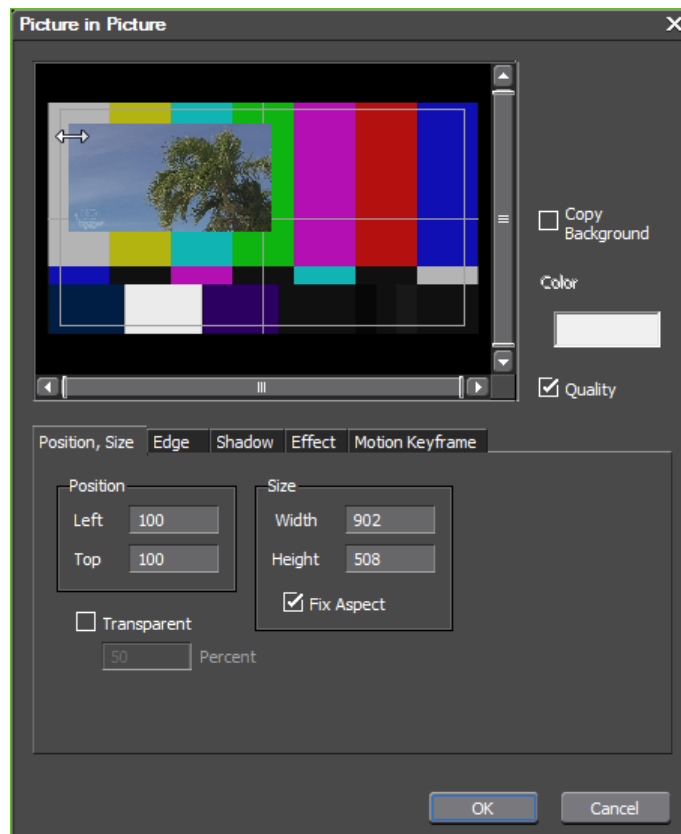 Picture in Picture
Copy
Background
Color
Quality
Position, Size Edge Shadow Effect Motion Keyframe
Position
Left 100
Top 100
Size
Width 902
Height 508
Fix Aspect
Transparent
50 Percent
OK Cancel